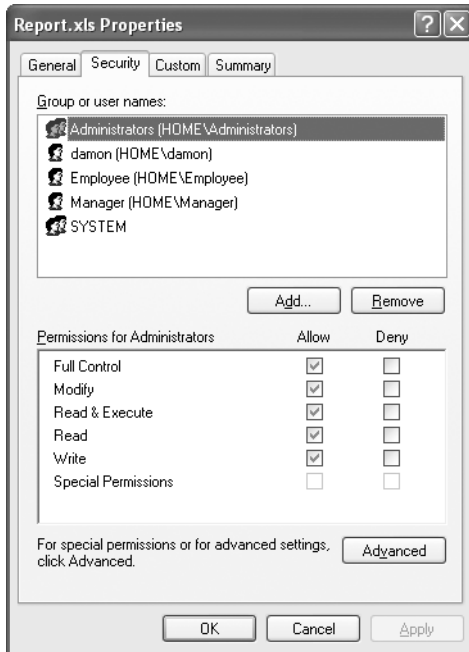 Report.xls Properties
General Security Custom Summary
Group or user names:
Administrators (HOME\Administrators)
damon (HOME\damon)
Employee (HOME\Employee)
Manager (HOME\Manager)
SYSTEM
Add... Remove
Permissions for Administrators Allow Deny
Full Control
Modify
Read & Execute
Read
Write
Special Permissions
For special permissions or for advanced settings,
click Advanced.
Advanced
OK Cancel Apply